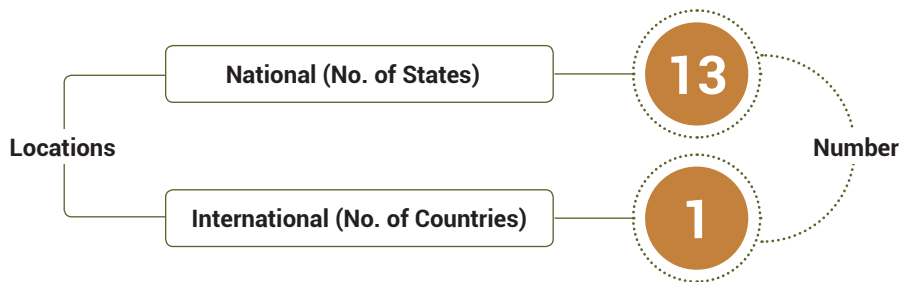 National (No. of States)
13
Locations
Number
International (No. of Countries)
1